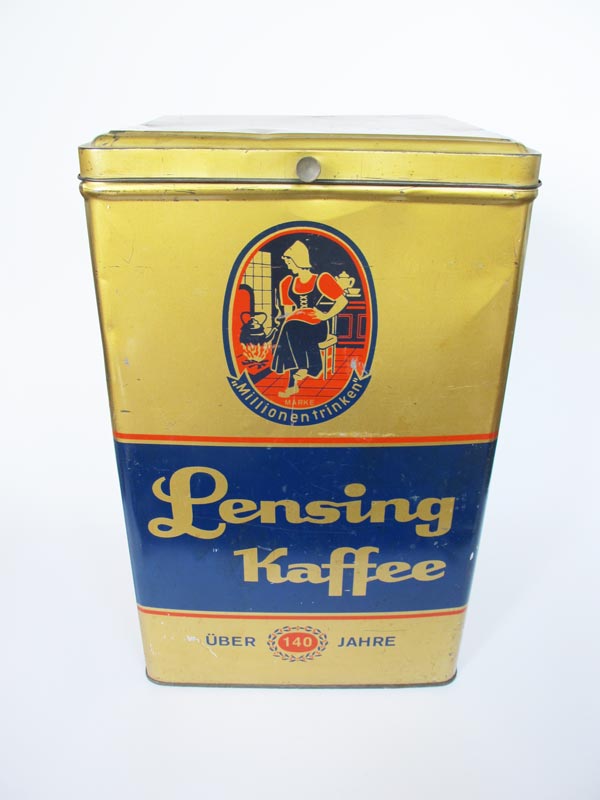 MARKE
„Millionentrinken"
Lensing
Kaffee
ÜBER 140 JAHRE